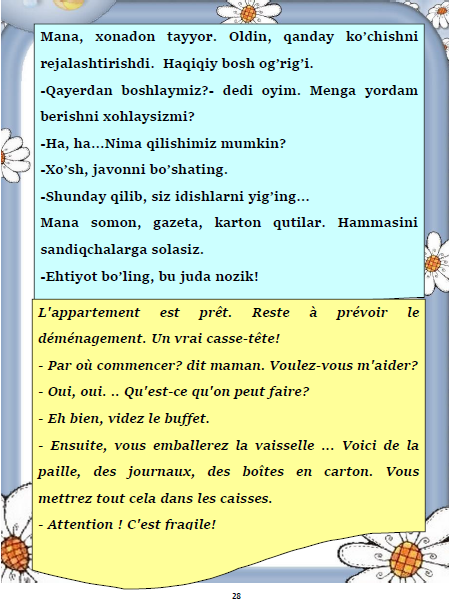 Mana, xonadon tayyor. Oldin, qanday ko’chishni
rejalashtirishdi. Haqiqiy bosh og’rig’i.
-Qayerdan boshlaymiz?- dedi oyim. Menga yordam
berishni xohlaysizmi?
-Ha, ha...Nima qilishimiz mumkin?
-Xo’sh, javonni bo’shating.
-Shunday qilib, siz idishlarni yig’ing...
Mana somon, gazeta, karton qutilar. Hammasini
sandiqchalarga solasiz.
-Ehtiyot bo’ling, bu juda nozik!
L'appartement est prêt. Reste à prévoir le
déménagement. Un vrai casse-tête!
- Par où commencer? dit maman. Voulez-vous m'aider?
- Oui, oui. .. Qu'est-ce qu'on peut faire?
- Eh bien, videz le buffet.
- Ensuite, vous emballerez la vaisselle ... Voici de la
paille, des journaux, des boîtes en carton. Vous
mettrez tout cela dans les caisses.
- Attention ! C'est fragile!
28